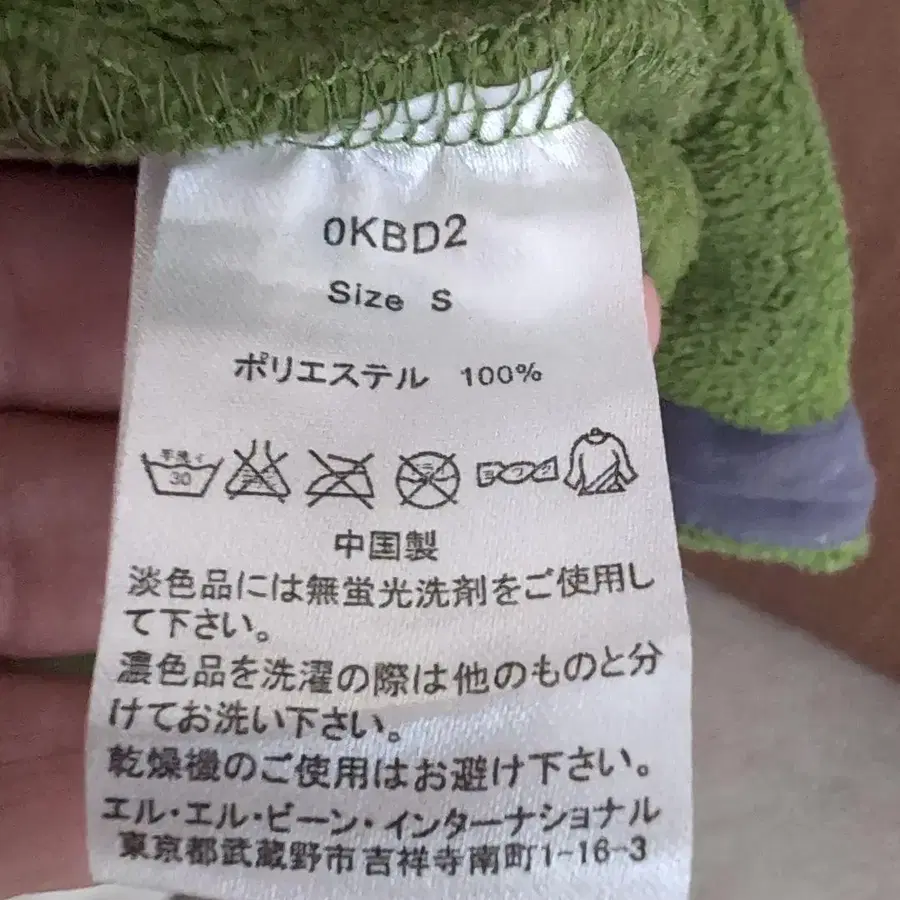 0KBD2
Size S
ポリエステル 100%
手洗イ
30
中国製
淡色品には無蛍光洗剤をご使用し
て下さい。
濃色品を洗濯の際は他のものと分
けてお洗い下さい。
乾燥機のご使用はお避け下さい。
エル・エル・ビーン・インターナショナル
東京都武蔵野市吉祥寺南町1-16-3